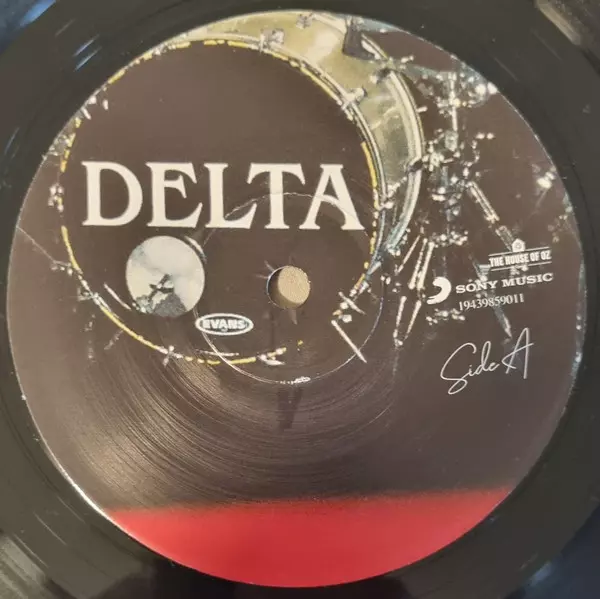 DELTA
EVANS
THE HOUSE OF OZ
SONY MUSIC
19439859011
Side A